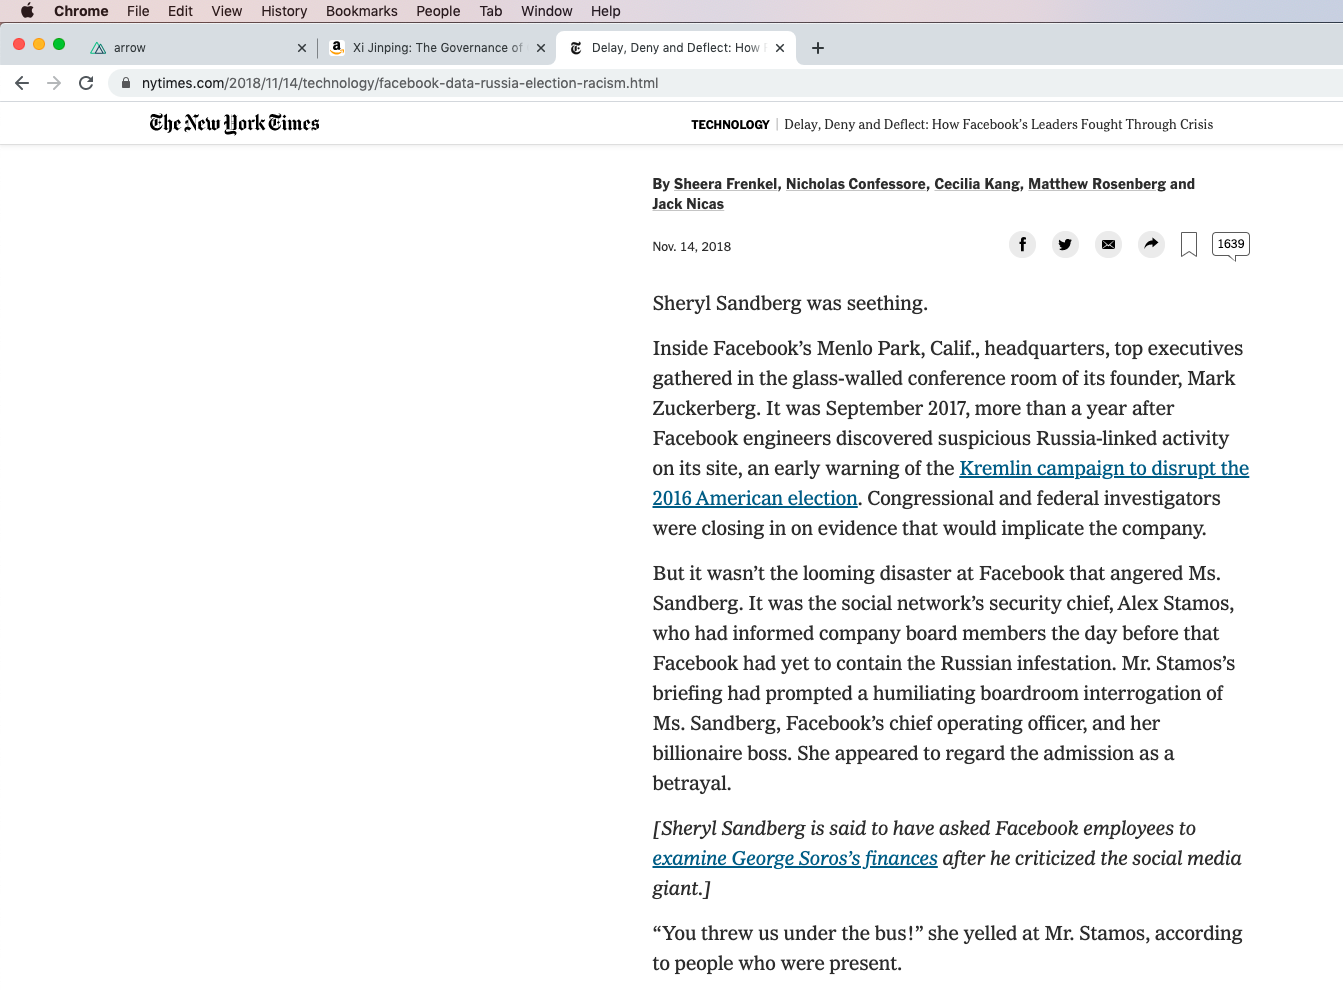 Chrome File Edit View History Bookmarks People Tab Window Help
arrow
Xi Jinping: The Governance of
Delay, Deny and Deflect: How
nytimes.com/2018/11/14/technology/facebook-data-russia-election-racism.html
The New York Times
TECHNOLOGY | Delay, Deny and Deflect: How Facebook’s Leaders Fought Through Crisis
By Sheera Frenkel, Nicholas Confessore, Cecilia Kang, Matthew Rosenberg and
Jack Nicas
Nov. 14, 2018
1639
Sheryl Sandberg was seething.
Inside Facebook’s Menlo Park, Calif., headquarters, top executives
gathered in the glass-walled conference room of its founder, Mark
Zuckerberg. It was September 2017, more than a year after
Facebook engineers discovered suspicious Russia-linked activity
on its site, an early warning of the Kremlin campaign to disrupt the
2016 American election. Congressional and federal investigators
were closing in on evidence that would implicate the company.
But it wasn’t the looming disaster at Facebook that angered Ms.
Sandberg. It was the social network’s security chief, Alex Stamos,
who had informed company board members the day before that
Facebook had yet to contain the Russian infestation. Mr. Stamos’s
briefing had prompted a humiliating boardroom interrogation of
Ms. Sandberg, Facebook’s chief operating officer, and her
billionaire boss. She appeared to regard the admission as a
betrayal.
[Sheryl Sandberg is said to have asked Facebook employees to
examine George Soros’s finances after he criticized the social media
giant.]
“You threw us under the bus!” she yelled at Mr. Stamos, according
to people who were present.